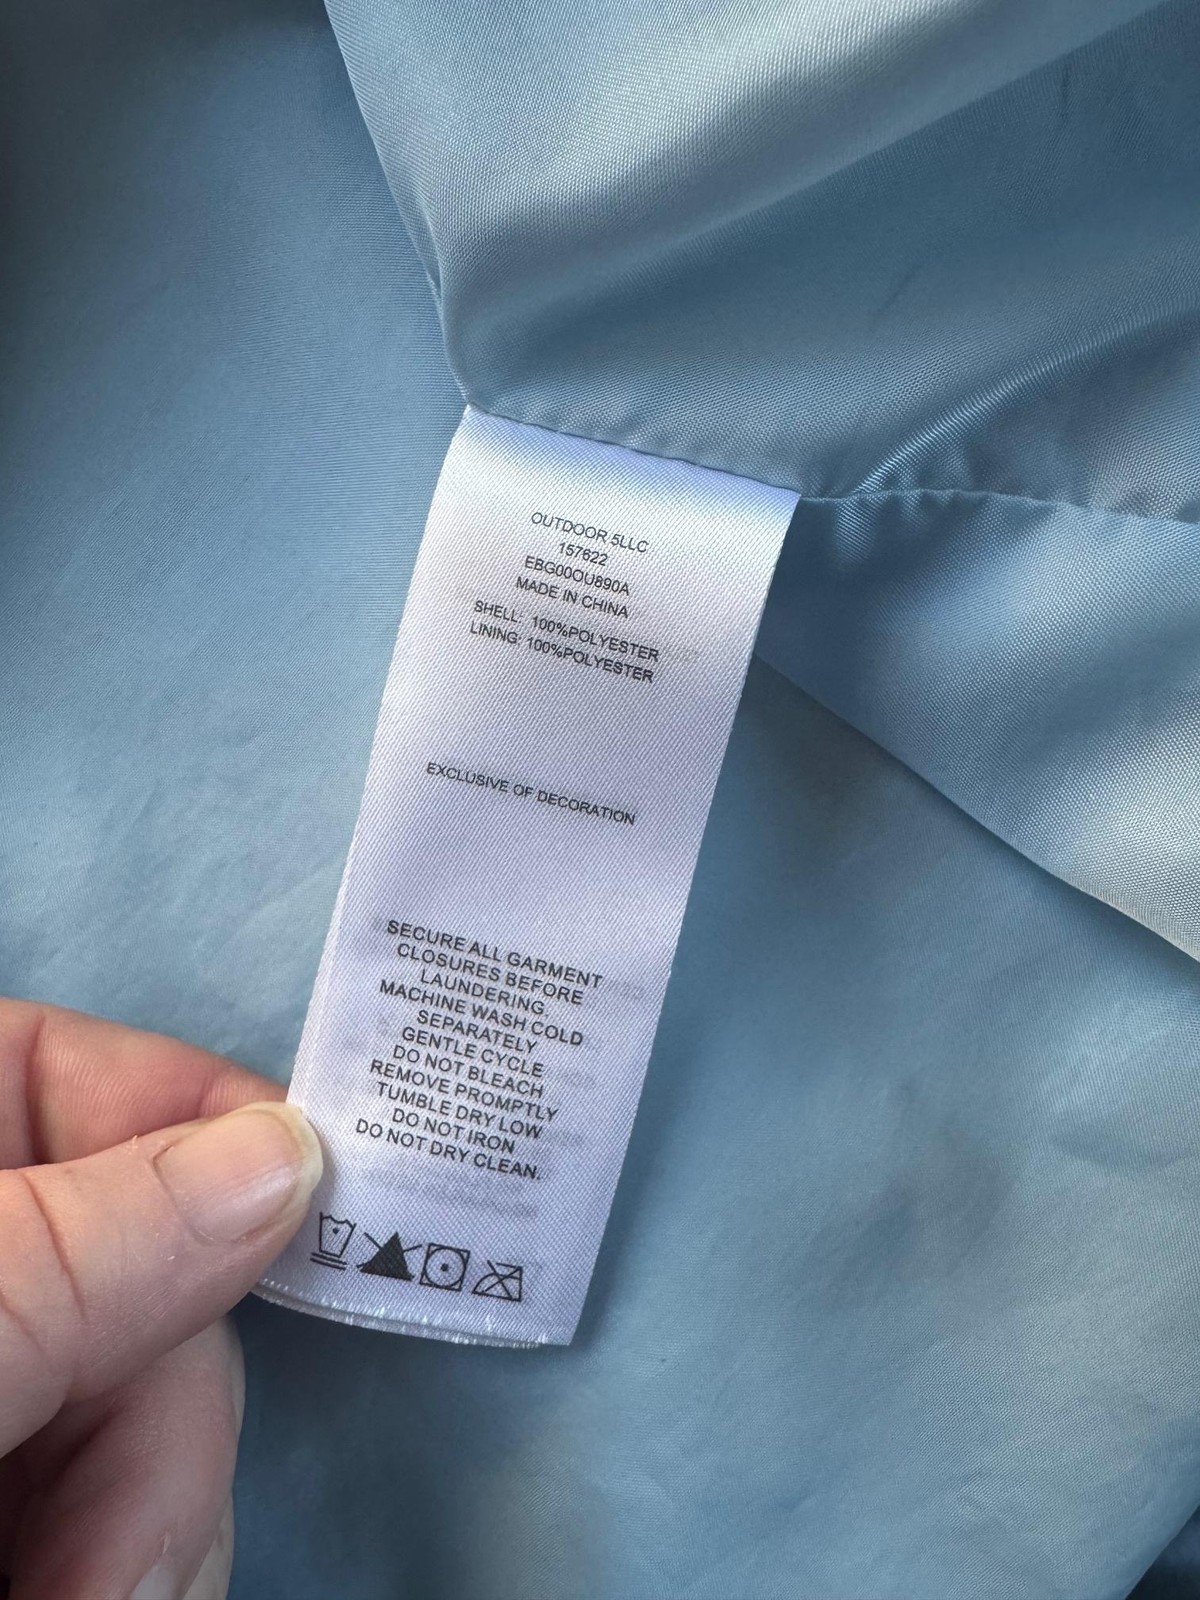 OUTDOOR 5LLC
157622
EBG00OU890A
MADE IN CHINA
SHELL: 100%POLYESTER
LINING: 100%POLYESTER
EXCLUSIVE OF DECORATION
SECURE ALL GARMENT
CLOSURES BEFORE
LAUNDERING.
MACHINE WASH COLD
SEPARATELY
GENTLE CYCLE
DO NOT BLEACH
REMOVE PROMPTLY
TUMBLE DRY LOW
DO NOT IRON
DO NOT DRY CLEAN.